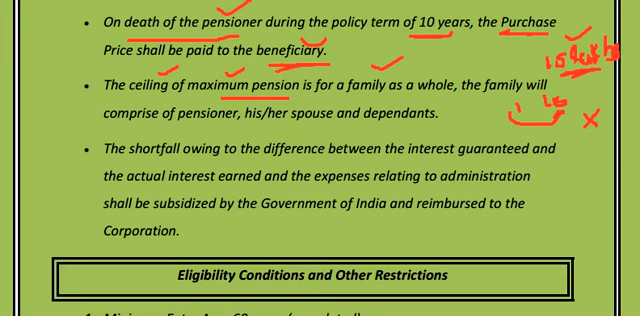 • On death of the pensioner during the policy term of 10 years, the Purchase
Price shall be paid to the beneficiary.
15 lakhs
• The ceiling of maximum pension is for a family as a whole, the family will
comprise of pensioner, his/her spouse and dependants.
• The shortfall owing to the difference between the interest guaranteed and
the actual interest earned and the expenses relating to administration
shall be subsidized by the Government of India and reimbursed to the
Corporation.
Eligibility Conditions and Other Restrictions